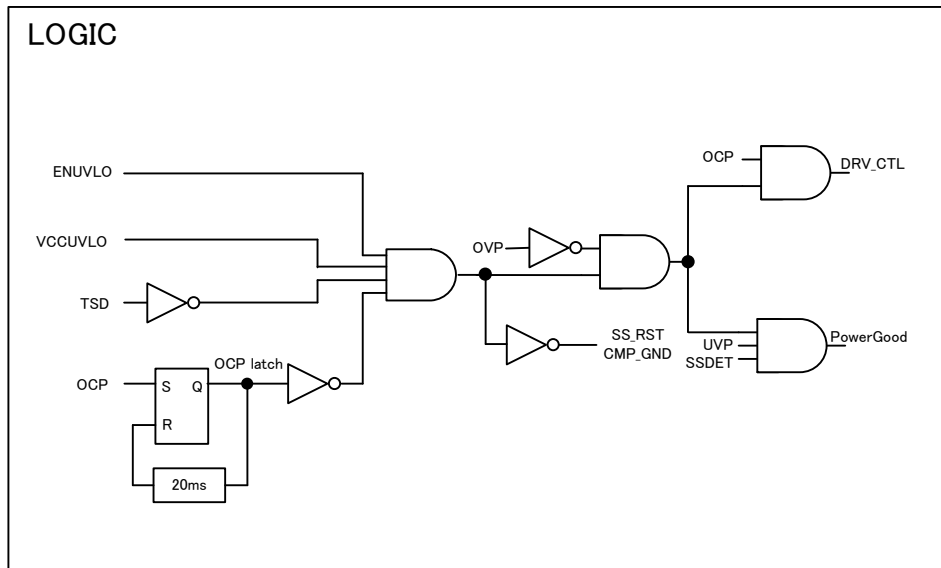 LOGIC
ENUVLO
VCCUVLO
TSD
OCP
S
Q
R
OCP latch
20ms
OVP
SS_RST
CMP_GND
OCP
DRV_CTL
UVP
SSDET
PowerGood